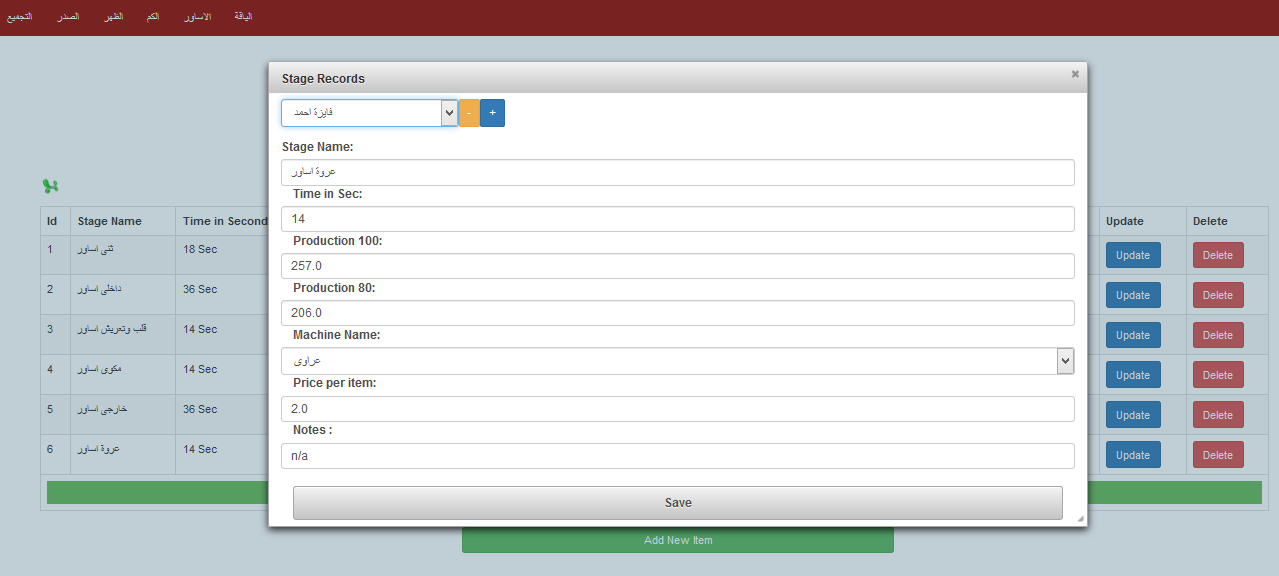 التجميع الصدر الظهر الكم الاساور الياقة
Stage Records ×
فايزة احمد - +
Stage Name:
عروة اساور
Time in Sec:
14
Production 100:
257.0
Production 80:
206.0
Machine Name:
عراوى
Price per item:
2.0
Notes :
n/a
Save
Id Stage Name Time in Second Update Delete
1 ثنى اساور 18 Sec Update Delete
2 داخلى اساور 36 Sec Update Delete
3 قلب وتعريش اساور 14 Sec Update Delete
4 مكوى اساور 14 Sec Update Delete
5 خارجى اساور 36 Sec Update Delete
6 عروة اساور 14 Sec Update Delete
Add New Item